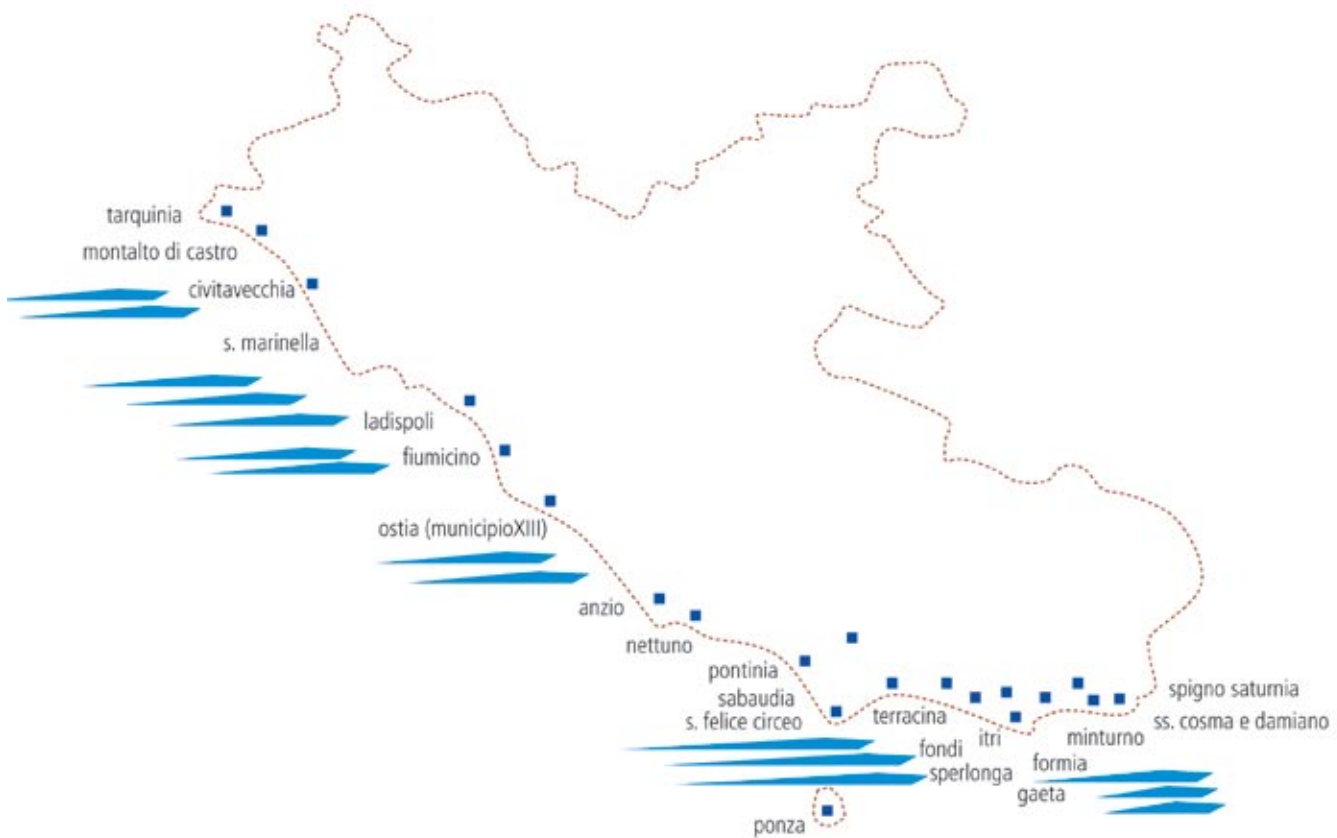 tarquinia
montalto di castro
civitavecchia
s. marinella
ladispoli
fiumicino
ostia (municipioXIII)
anzio
nettuno
pontinia
sabaudia
s. felice circeo
terracina
fondi
sperlonga
itri
formia
gaeta
minturno
spigno saturnia
ss. cosma e damiano
ponza